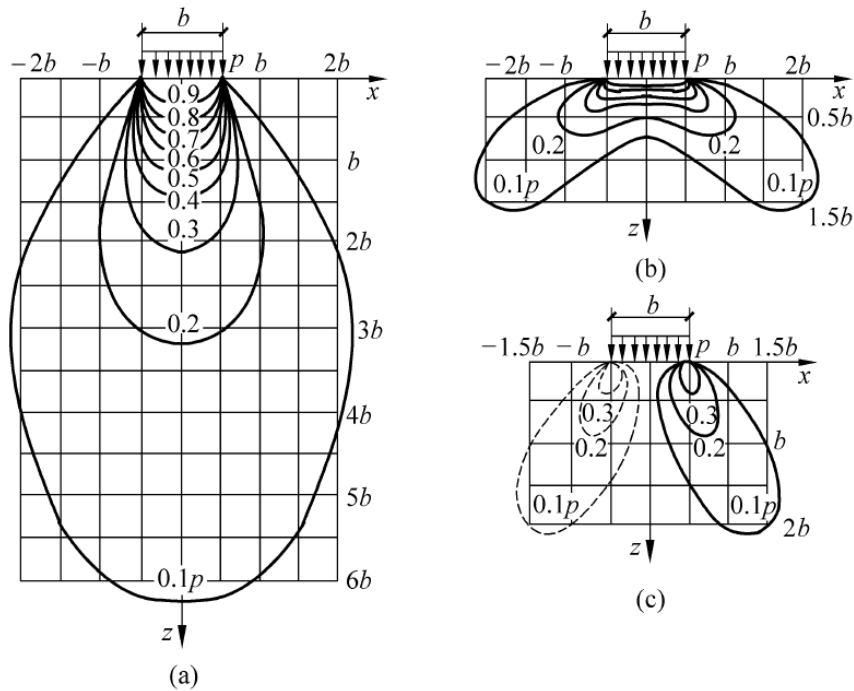 b
−2b −b p b 2b
x
0.9
0.8
0.7
0.6
0.5
0.4
0.3
0.2
0.1p
b
2b
3b
4b
5b
6b
z
(a)
b
−2b −b p b 2b
x
0.5b
0.2 0.2
0.1p 0.1p
1.5b
z
(b)
b
−1.5b −b p b 1.5b
x
0.3 0.3
0.2 0.2
b
0.1p 0.1p
2b
z
(c)